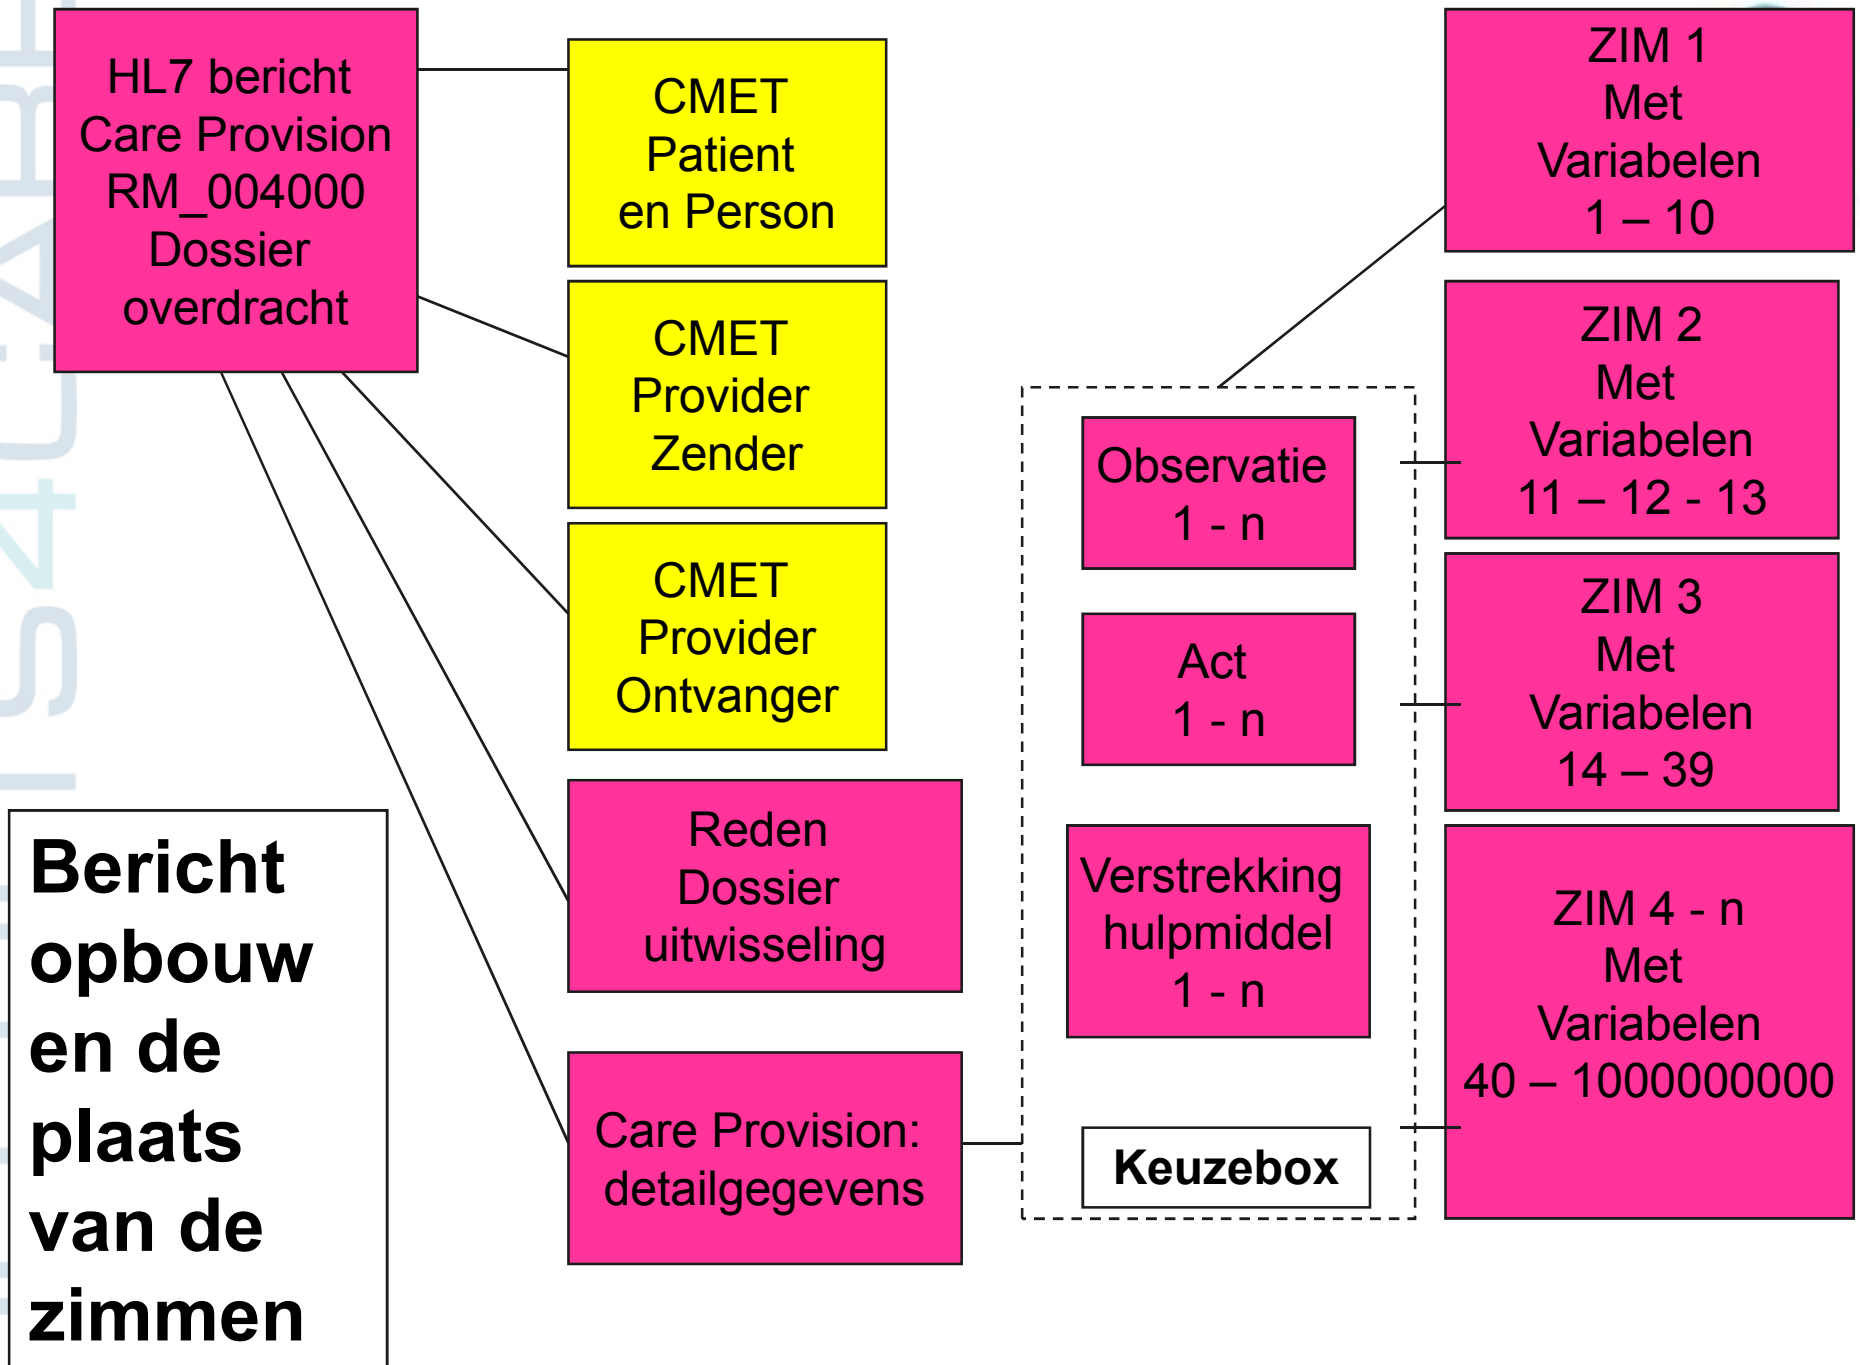 HL7 bericht
Care Provision
RM_004000
Dossier
overdracht
CMET
Patient
en Person
CMET
Provider
Zender
CMET
Provider
Ontvanger
Reden
Dossier
uitwisseling
Care Provision:
detailgegevens
Observatie
1 - n
Act
1 - n
Verstrekking
hulpmiddel
1 - n
Keuzebox
ZIM 1
Met
Variabelen
1 – 10
ZIM 2
Met
Variabelen
11 – 12 - 13
ZIM 3
Met
Variabelen
14 – 39
ZIM 4 - n
Met
Variabelen
40 – 1000000000
Bericht
opbouw
en de
plaats
van de
zimmen